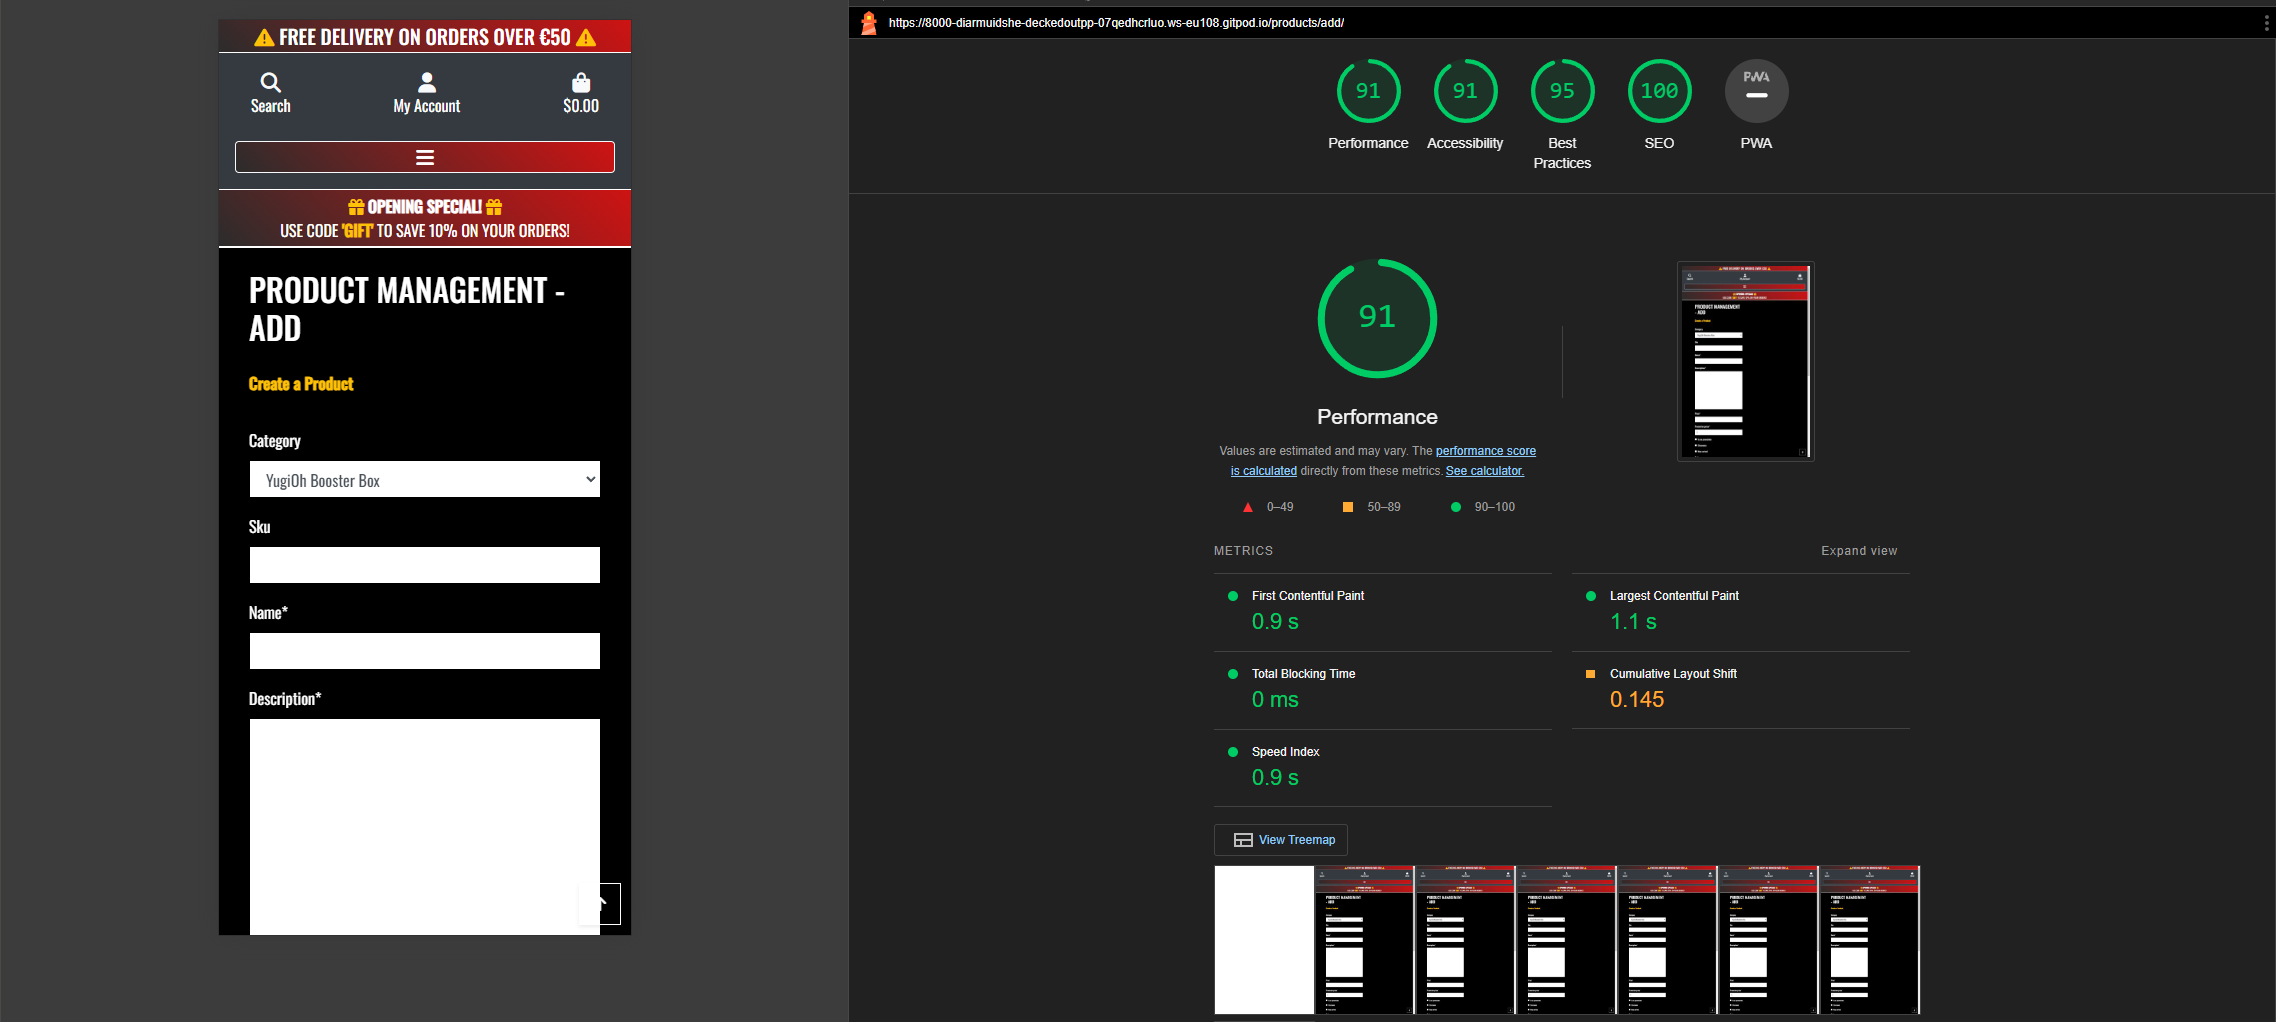 FREE DELIVERY ON ORDERS OVER €50
Search
My Account
$0.00
OPENING SPECIAL!
USE CODE 'GIFT' TO SAVE 10% ON YOUR ORDERS!
PRODUCT MANAGEMENT -
ADD
Create a Product
Category
YugiOh Booster Box
Sku
Name*
Description*
https://8000-diarmuidshe-deckedoutpp-07qedhcrluo.ws-eu108.gitpod.io/products/add/
91
Performance
91
Accessibility
95
Best
Practices
100
SEO
PWA
PWA
91
Performance
Values are estimated and may vary. The performance score
is calculated directly from these metrics. See calculator.
0–49
50–89
90–100
METRICS
Expand view
First Contentful Paint
0.9 s
Largest Contentful Paint
1.1 s
Total Blocking Time
0 ms
Cumulative Layout Shift
0.145
Speed Index
0.9 s
View Treemap
PRODUCT MANAGEMENT
- ADD